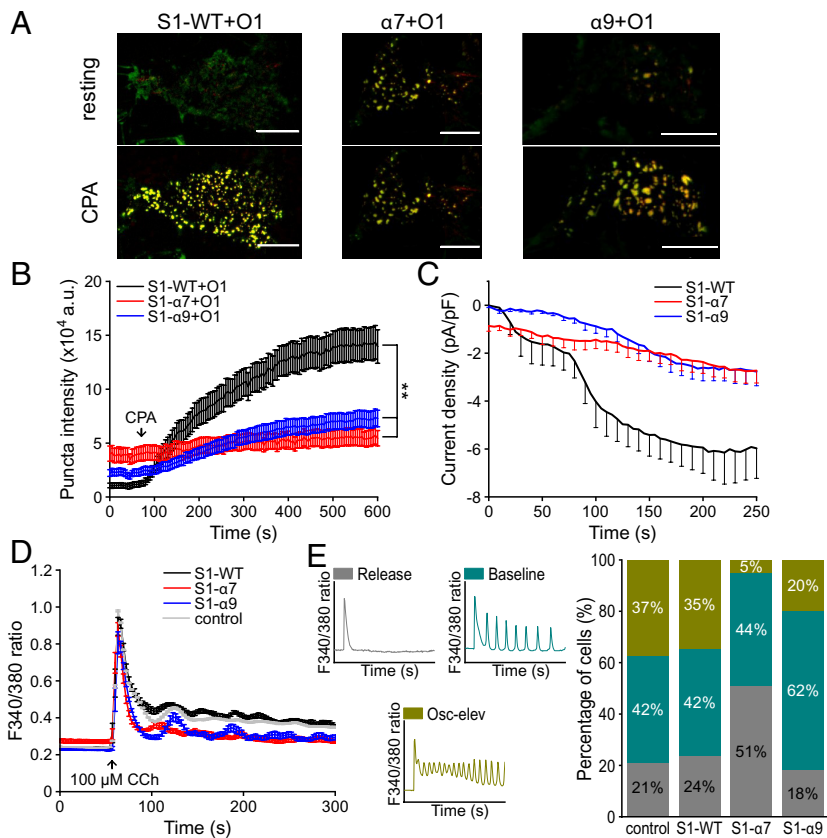 A
S1-WT+O1
α7+O1
α9+O1
resting
CPA
B
S1-WT+O1
S1-α7+O1
S1-α9+O1
Puncta intensity (x10⁴ a.u.)
20
15
10
5
0
CPA
**
0 100 200 300 400 500 600
Time (s)
C
S1-WT
S1-α7
S1-α9
Current density (pA/pF)
0
-2
-4
-6
-8
0 50 100 150 200 250
Time (s)
D
S1-WT
S1-α7
S1-α9
control
F340/380 ratio
1.2
1.0
0.8
0.6
0.4
0.2
0.0
100 µM CCh
0 100 200 300
Time (s)
E
Release
F340/380 ratio
Time (s)
Baseline
F340/380 ratio
Time (s)
Osc-elev
F340/380 ratio
Time (s)
Percentage of cells (%)
100
80
60
40
20
0
37% 35% 5% 20%
42% 42% 44% 62%
21% 24% 51% 18%
control S1-WT S1-α7 S1-α9